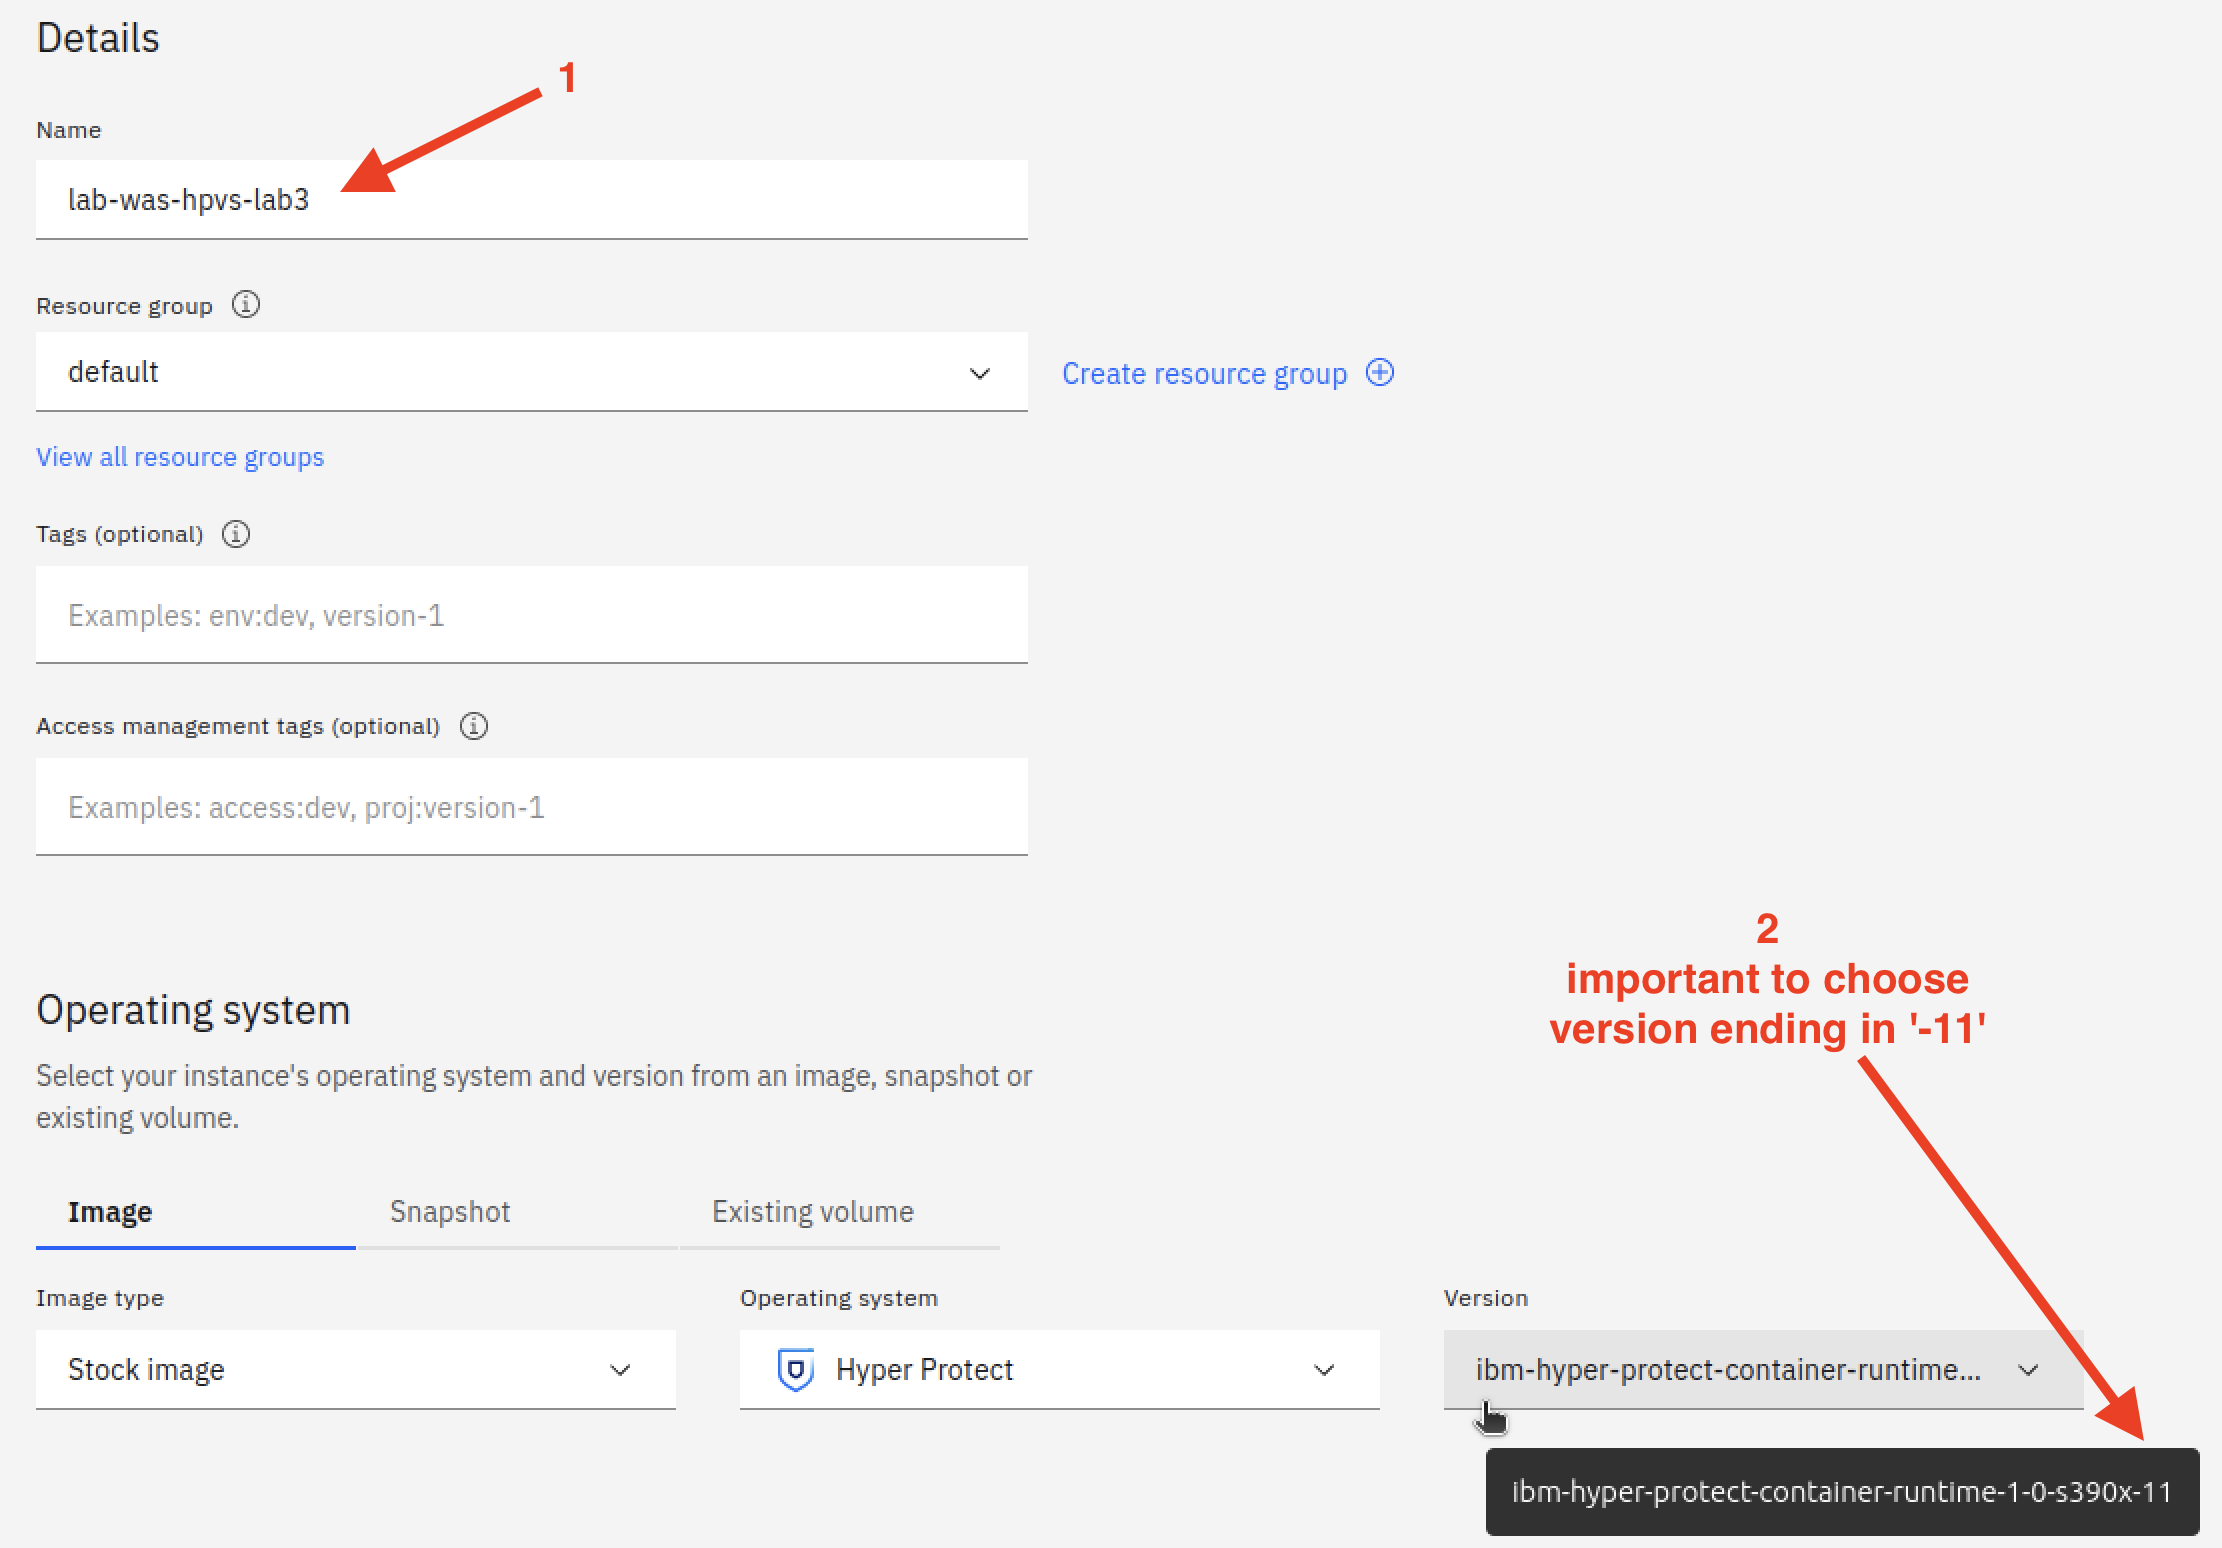 Details
1
Name
lab-was-hpvs-lab3
Resource group
default
Create resource group
View all resource groups
Tags (optional)
Examples: env:dev, version-1
Access management tags (optional)
Examples: access:dev, proj:version-1
2
important to choose
version ending in '-11'
Operating system
Select your instance's operating system and version from an image, snapshot or
existing volume.
Image
Snapshot
Existing volume
Image type
Operating system
Version
Stock image
Hyper Protect
ibm-hyper-protect-container-runtime...
ibm-hyper-protect-container-runtime-1-0-s390x-11